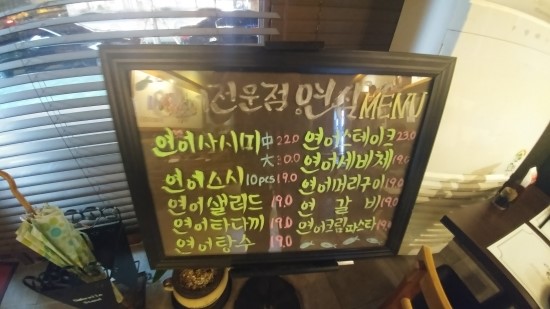 전문점 연식 MENU
연어사시미 中 22.0
大 0.0
연어스시 10pcs 19.0
연어샐러드 19.0
연어타다끼 19.0
연어탕수 19.0
연어스테이크 23.0
연어세비체 19.0
연어머리구이 19.0
연어갈비 19.0
연어크림파스타 19.0